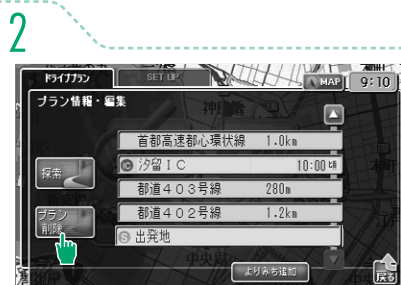 2
ドライブプラン SET UP MAP 9:10
プラン情報・編集
首都高速都心環状線 1.0km
C 汐留IC 10:00頃
探索
都道403号線 280m
都道402号線 1.2km
プラン
削除
S 出発地
よりみち追加
戻る